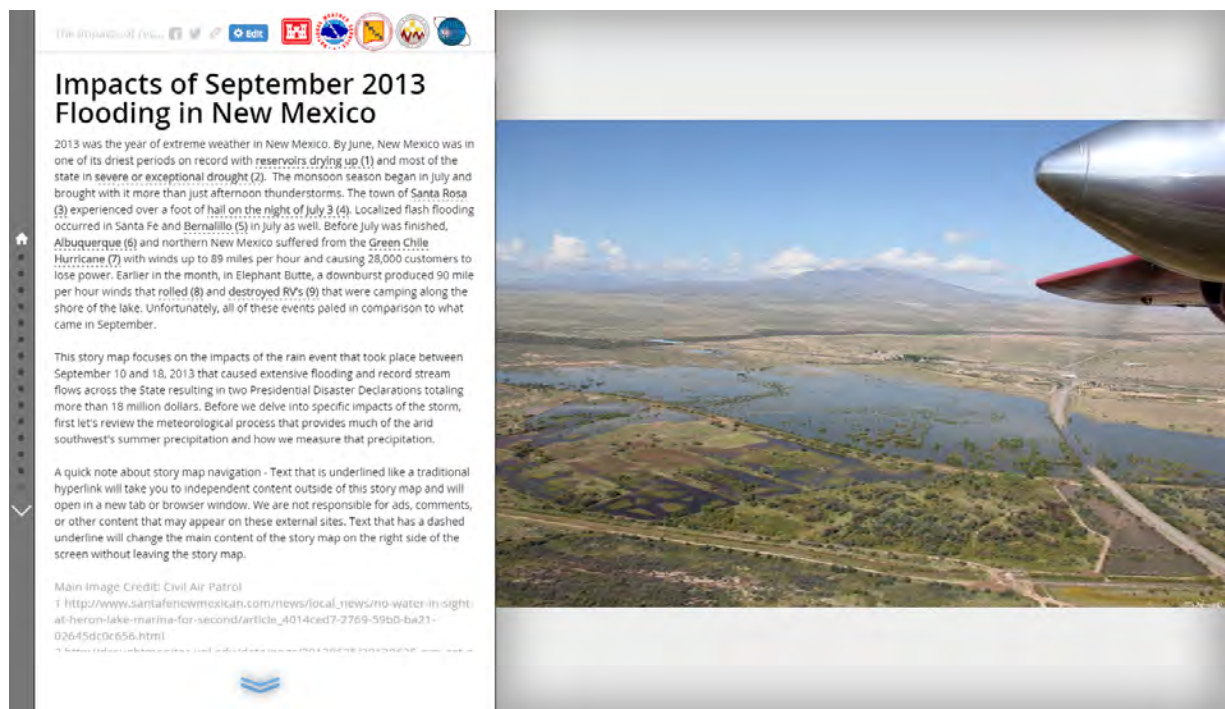 The Impacts of rec...
Edit
Impacts of September 2013
Flooding in New Mexico
2013 was the year of extreme weather in New Mexico. By June, New Mexico was in
one of its driest periods on record with reservoirs drying up (1) and most of the
state in severe or exceptional drought (2).  The monsoon season began in July and
brought with it more than just afternoon thunderstorms. The town of Santa Rosa
(3) experienced over a foot of hail on the night of July 3 (4). Localized flash flooding
occurred in Santa Fe and Bernalillo (5) in July as well. Before July was finished,
Albuquerque (6) and northern New Mexico suffered from the Green Chile
Hurricane (7) with winds up to 89 miles per hour and causing 28,000 customers to
lose power. Earlier in the month, in Elephant Butte, a downburst produced 90 mile
per hour winds that rolled (8) and destroyed RV's (9) that were camping along the
shore of the lake. Unfortunately, all of these events paled in comparison to what
came in September.
This story map focuses on the impacts of the rain event that took place between
September 10 and 18, 2013 that caused extensive flooding and record stream
flows across the State resulting in two Presidential Disaster Declarations totaling
more than 18 million dollars. Before we delve into specific impacts of the storm,
first let's review the meteorological process that provides much of the arid
southwest's summer precipitation and how we measure that precipitation.
A quick note about story map navigation - Text that is underlined like a traditional
hyperlink will take you to independent content outside of this story map and will
open in a new tab or browser window. We are not responsible for ads, comments,
or other content that may appear on these external sites. Text that has a dashed
underline will change the main content of the story map on the right side of the
screen without leaving the story map.
Main Image Credit: Civil Air Patrol
1 http://www.santafenewmexican.com/news/local_news/no-water-in-sight-
at-heron-lake-marina-for-second/article_4014ced7-2769-59b0-ba21-
02645dc0c656.html